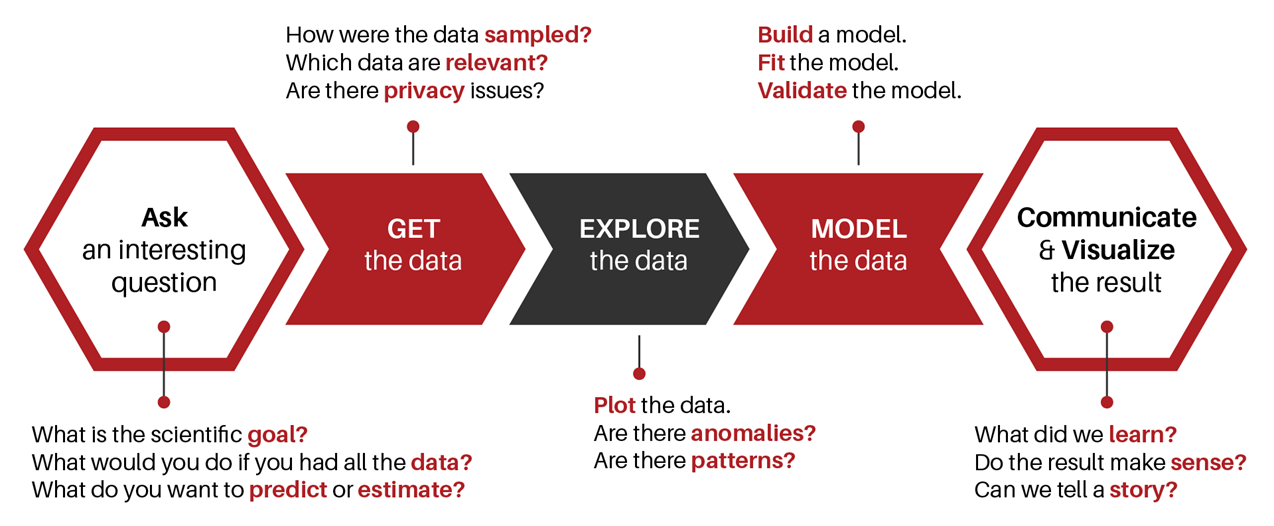 How were the data sampled?
Which data are relevant?
Are there privacy issues?
Build a model.
Fit the model.
Validate the model.
Ask
an interesting
question
GET
the data
EXPLORE
the data
MODEL
the data
Communicate
& Visualize
the result
What is the scientific goal?
What would you do if you had all the data?
What do you want to predict or estimate?
Plot the data.
Are there anomalies?
Are there patterns?
What did we learn?
Do the result make sense?
Can we tell a story?